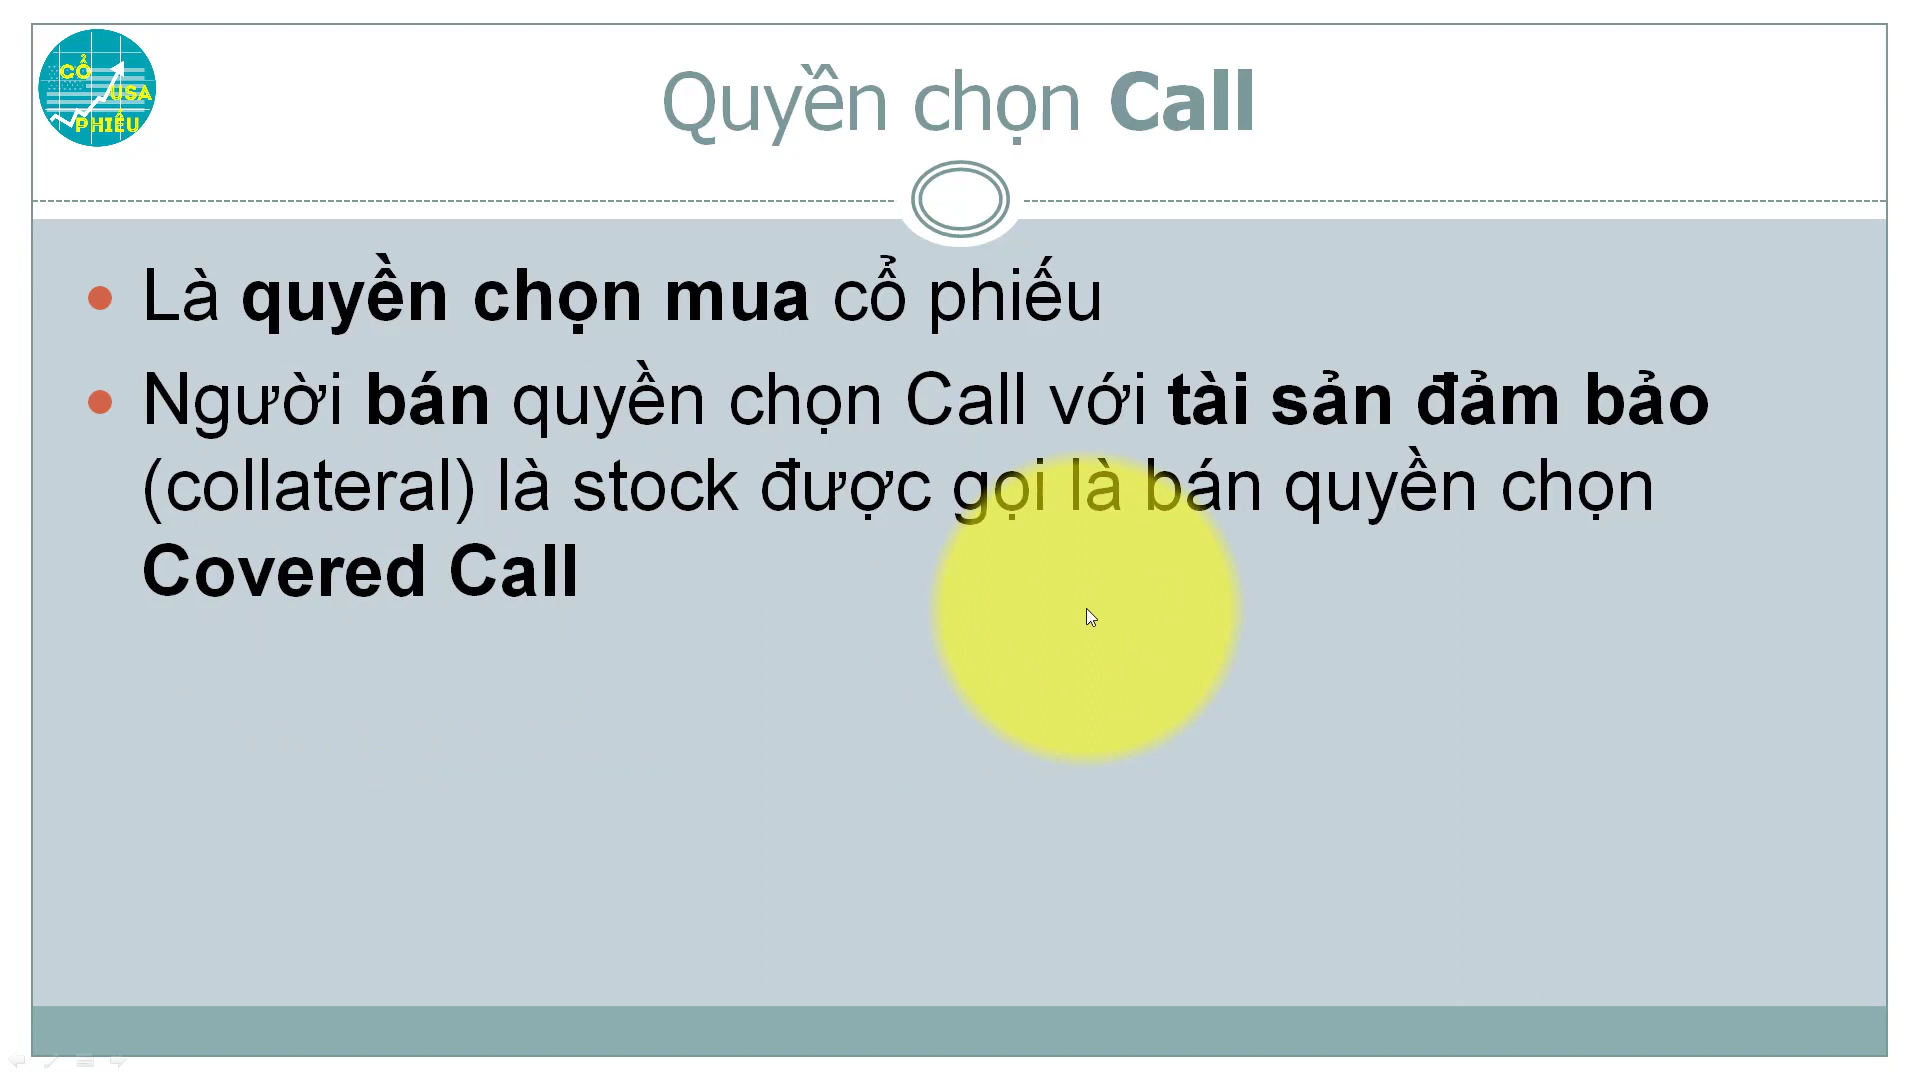 CỔ
USA
PHIẾU
Quyền chọn Call
Là quyền chọn mua cổ phiếu
Người bán quyền chọn Call với tài sản đảm bảo
(collateral) là stock được gọi là bán quyền chọn
Covered Call